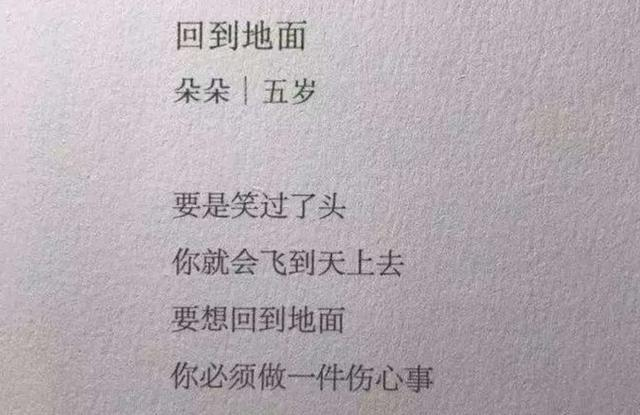 回到地面
朵朵｜五岁
要是笑过了头
你就会飞到天上去
要想回到地面
你必须做一件伤心事